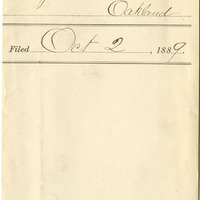 Oakland
Filed Oct 2, 1889.